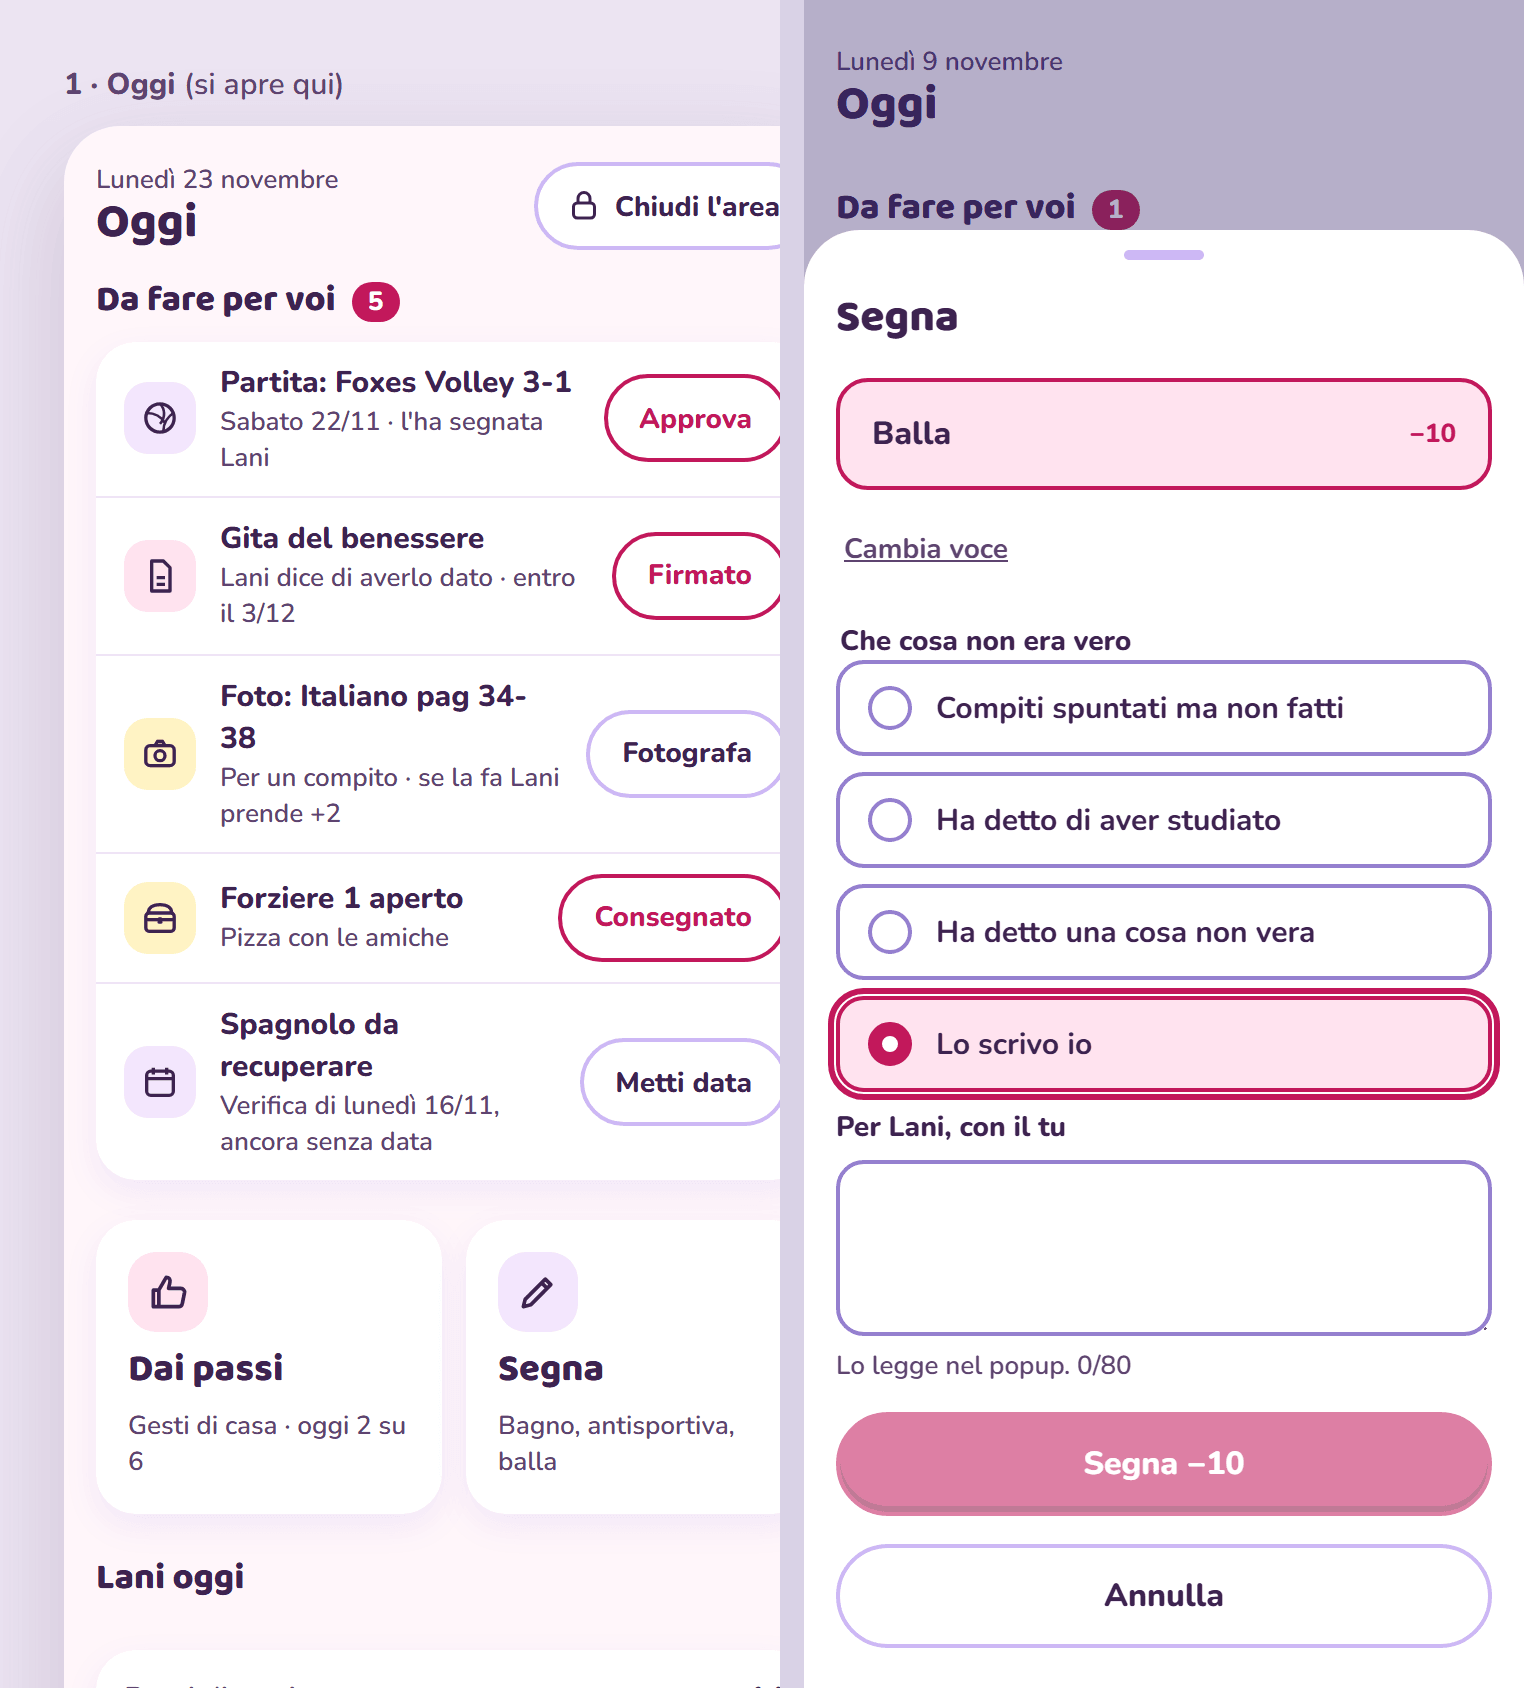 1 · Oggi (si apre qui)
Lunedì 23 novembre
Oggi
Chiudi l'area
Da fare per voi 5
Partita: Foxes Volley 3-1
Sabato 22/11 · l'ha segnata
Lani
Approva
Gita del benessere
Lani dice di averlo dato · entro
il 3/12
Firmato
Foto: Italiano pag 34-
38
Per un compito · se la fa Lani
prende +2
Fotografa
Forziere 1 aperto
Pizza con le amiche
Consegnato
Spagnolo da
recuperare
Verifica di lunedì 16/11,
ancora senza data
Metti data
Dai passi
Gesti di casa · oggi 2 su
6
Segna
Bagno, antisportiva,
balla
Lani oggi
Lunedì 9 novembre
Oggi
Da fare per voi 1
Segna
Balla −10
Cambia voce
Che cosa non era vero
Compiti spuntati ma non fatti
Ha detto di aver studiato
Ha detto una cosa non vera
Lo scrivo io
Per Lani, con il tu
Lo legge nel popup. 0/80
Segna −10
Annulla